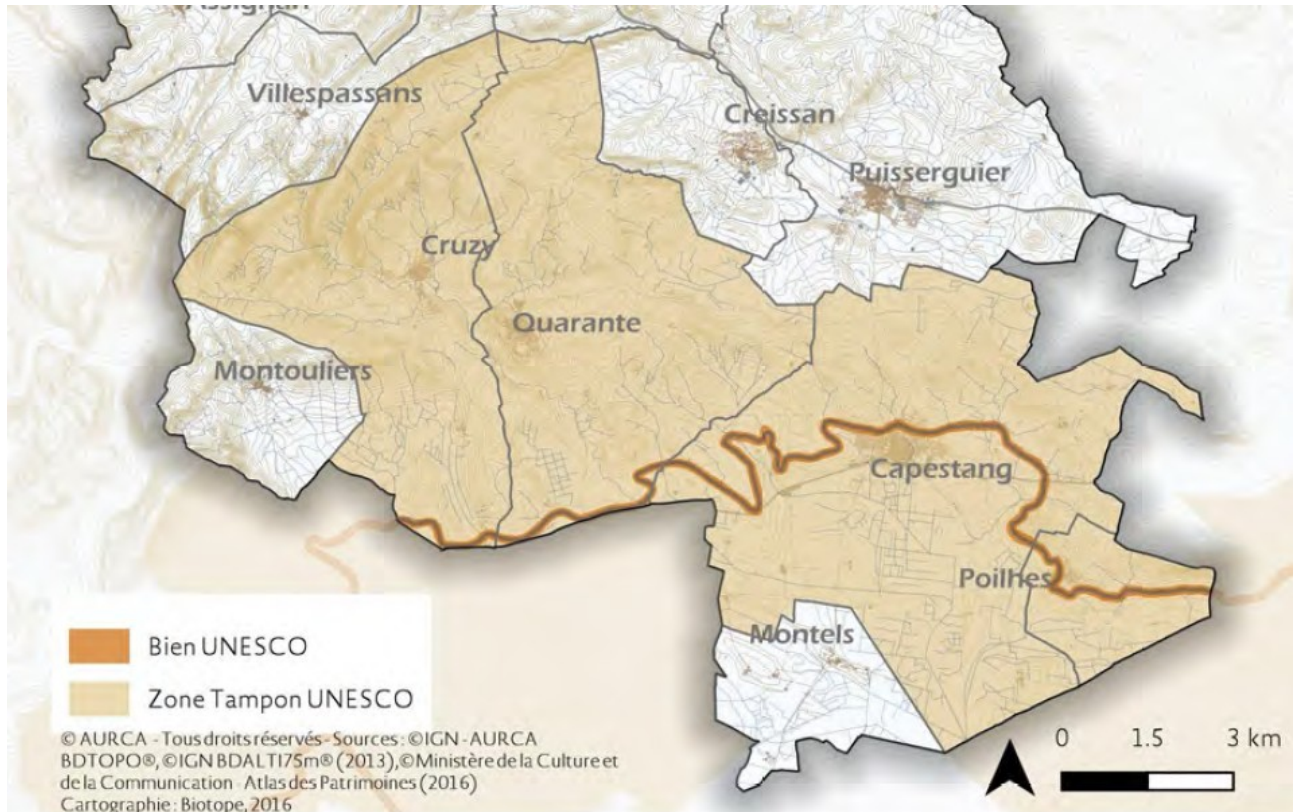 Assignan
Villespassans
Creissan
Puisserguier
Cruzy
Quarante
Montouliers
Capestang
Poilhes
Montels
Bien UNESCO
Zone Tampon UNESCO
© AURCA - Tous droits réservés - Sources : ©IGN - AURCA
BDTOPO®, ©IGN BDALTI75m® (2013), ©Ministère de la Culture et
de la Communication - Atlas des Patrimoines (2016)
Cartographie : Biotope, 2016
0 1.5 3 km